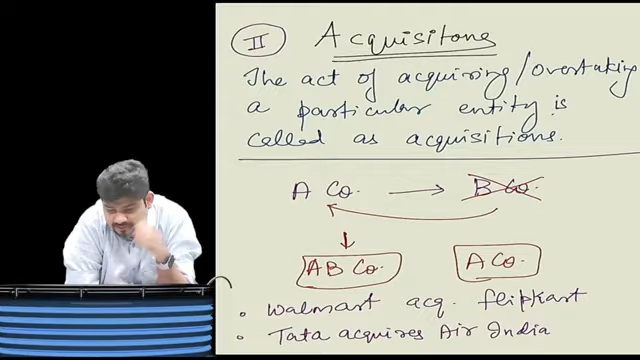 II Acquisitons
The act of acquiring/overtaking
a particular entity is
called as acquisitions.
A Co. → B Co.
AB Co. A Co.
• Walmart acq. flipkart
• Tata acquires Air India